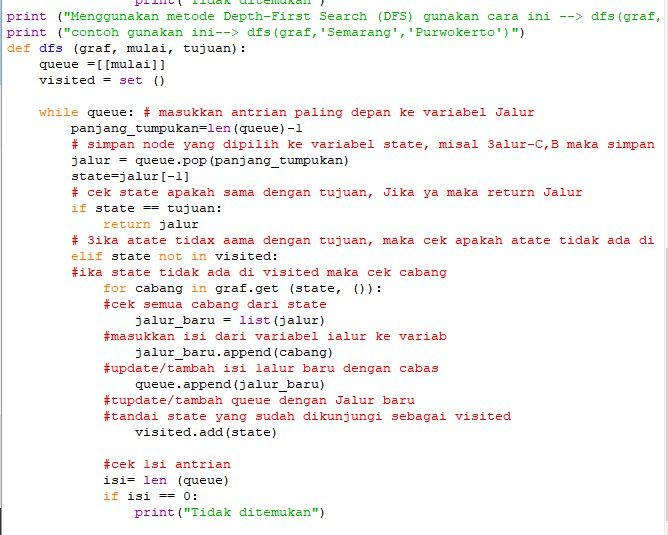 print("Tidak ditemukan")
print ("Menggunakan metode Depth-First Search (DFS) gunakan cara ini --> dfs(graf,
print ("contoh gunakan ini--> dfs(graf,'Semarang','Purwokerto')")
def dfs (graf, mulai, tujuan):
    queue =[[mulai]]
    visited = set ()

    while queue: # masukkan antrian paling depan ke variabel Jalur
        panjang_tumpukan=len(queue)-1
        # simpan node yang dipilih ke variabel state, misal 3alur-C,B maka simpan
        jalur = queue.pop(panjang_tumpukan)
        state=jalur[-1]
        # cek state apakah sama dengan tujuan, Jika ya maka return Jalur
        if state == tujuan:
            return jalur
        # 3ika atate tidax aama dengan tujuan, maka cek apakah atate tidak ada di
        elif state not in visited:
        #ika state tidak ada di visited maka cek cabang
            for cabang in graf.get (state, ()):
            #cek semua cabang dari state
                jalur_baru = list(jalur)
            #masukkan isi dari variabel ialur ke variab
                jalur_baru.append(cabang)
            #update/tambah isi lalur baru dengan cabas
                queue.append(jalur_baru)
            #tupdate/tambah queue dengan Jalur baru
            #tandai state yang sudah dikunjungi sebagai visited
                visited.add(state)

            #cek lsi antrian
            isi= len (queue)
            if isi == 0:
                print("Tidak ditemukan")